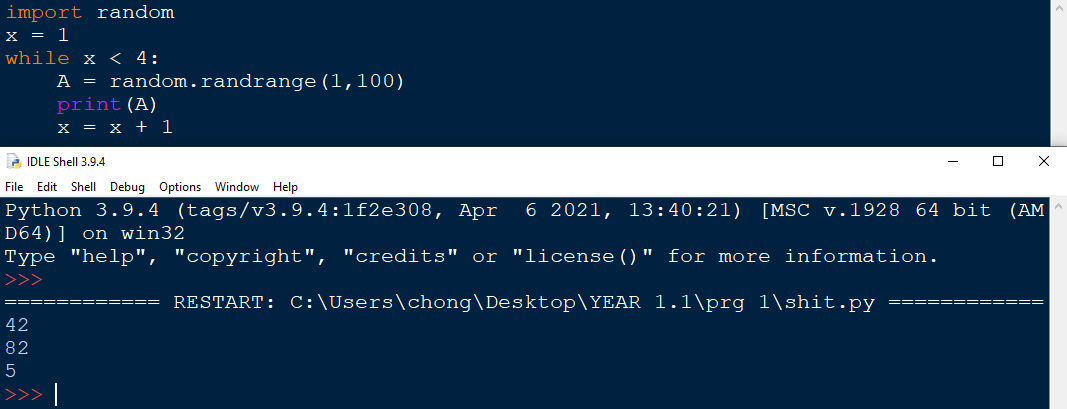 import random
x = 1
while x < 4:
    A = random.randrange(1,100)
    print(A)
    x = x + 1
IDLE Shell 3.9.4
File Edit Shell Debug Options Window Help
Python 3.9.4 (tags/v3.9.4:1f2e308, Apr  6 2021, 13:40:21) [MSC v.1928 64 bit (AM
D64)] on win32
Type "help", "copyright", "credits" or "license()" for more information.
>>>
============ RESTART: C:\Users\chong\Desktop\YEAR 1.1\prg 1\shit.py ============
42
82
5
>>>